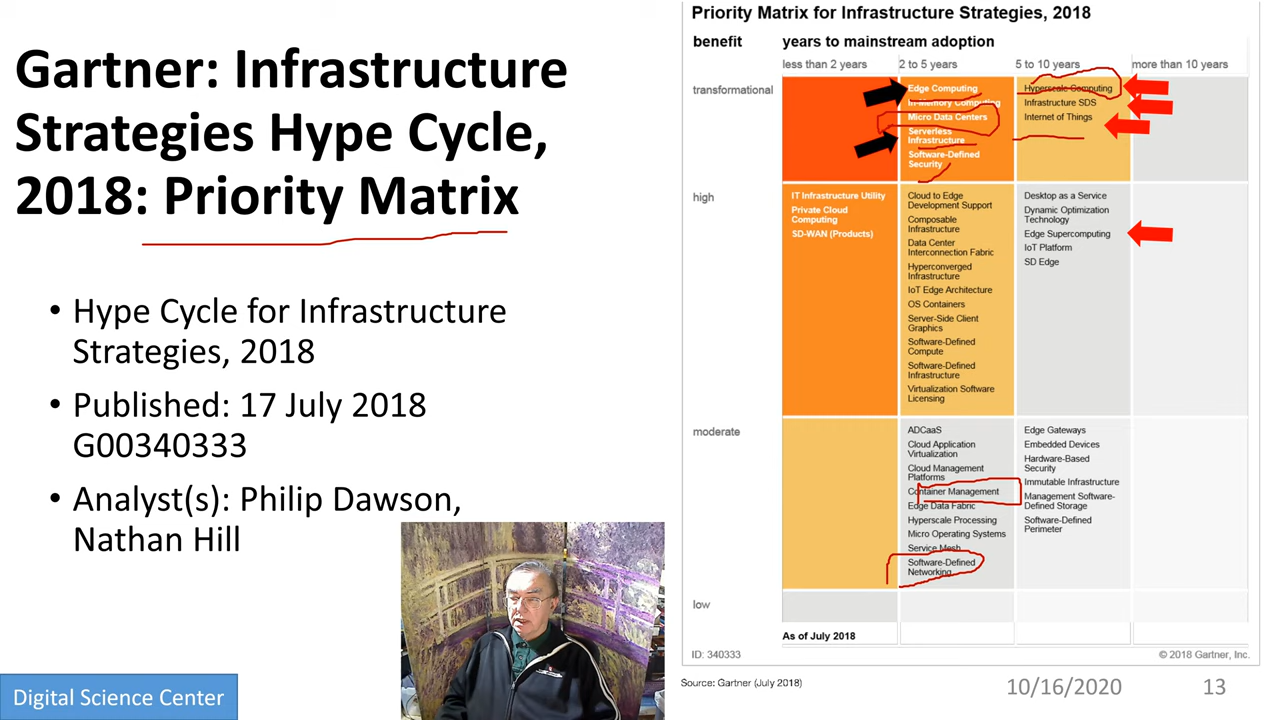 Gartner: Infrastructure
Strategies Hype Cycle,
2018: Priority Matrix
• Hype Cycle for Infrastructure
Strategies, 2018
• Published: 17 July 2018
G00340333
• Analyst(s): Philip Dawson,
Nathan Hill
Digital Science Center
Priority Matrix for Infrastructure Strategies, 2018
benefit
years to mainstream adoption
less than 2 years
2 to 5 years
5 to 10 years
more than 10 years
transformational
Edge Computing
In-Memory Computing
Micro Data Centers
Serverless
Infrastructure
Software-Defined
Security
Hyperscale Computing
Infrastructure SDS
Internet of Things
high
IT Infrastructure Utility
Private Cloud
Computing
SD-WAN (Products)
Cloud to Edge
Development Support
Composable
Infrastructure
Data Center
Interconnection Fabric
Hyperconverged
Infrastructure
IoT Edge Architecture
OS Containers
Server-Side Client
Graphics
Software-Defined
Compute
Software-Defined
Infrastructure
Virtualization Software
Licensing
Desktop as a Service
Dynamic Optimization
Technology
Edge Supercomputing
IoT Platform
SD Edge
moderate
ADCaaS
Cloud Application
Virtualization
Cloud Management
Platforms
Container Management
Edge Data Fabric
Hyperscale Processing
Micro Operating Systems
Service Mesh
Software-Defined
Networking
Edge Gateways
Embedded Devices
Hardware-Based
Security
Immutable Infrastructure
Management Software-
Defined Storage
Software-Defined
Perimeter
low
As of July 2018
ID: 340333
© 2018 Gartner, Inc.
Source: Gartner (July 2018)
10/16/2020
13